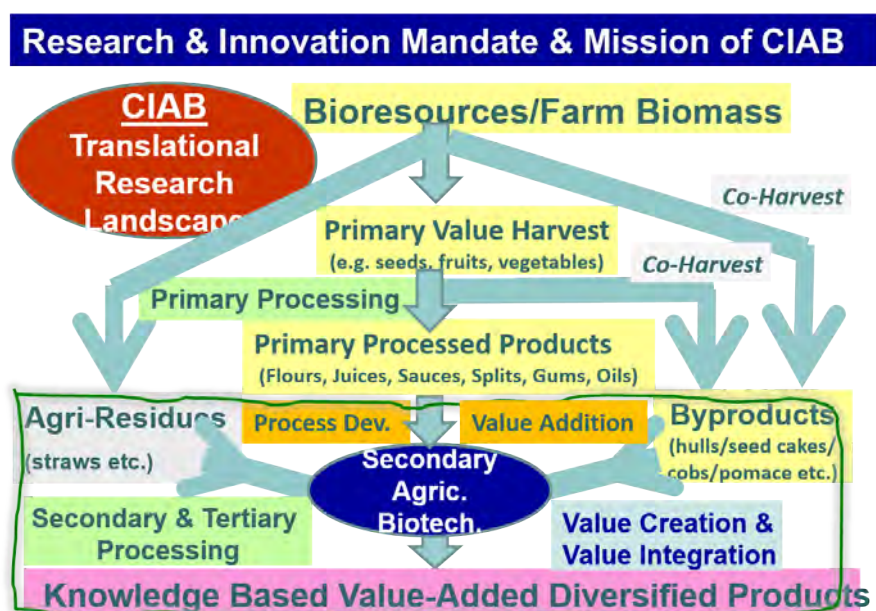 Research & Innovation Mandate & Mission of CIAB
CIAB
Translational
Research
Landscape
Bioresources/Farm Biomass
Co-Harvest
Primary Value Harvest
(e.g. seeds, fruits, vegetables)
Co-Harvest
Primary Processing
Primary Processed Products
(Flours, Juices, Sauces, Splits, Gums, Oils)
Agri-Residues
(straws etc.)
Process Dev.
Value Addition
Byproducts
(hulls/seed cakes/
cobs/pomace etc.)
Secondary
Agric.
Biotech.
Secondary & Tertiary
Processing
Value Creation &
Value Integration
Knowledge Based Value-Added Diversified Products